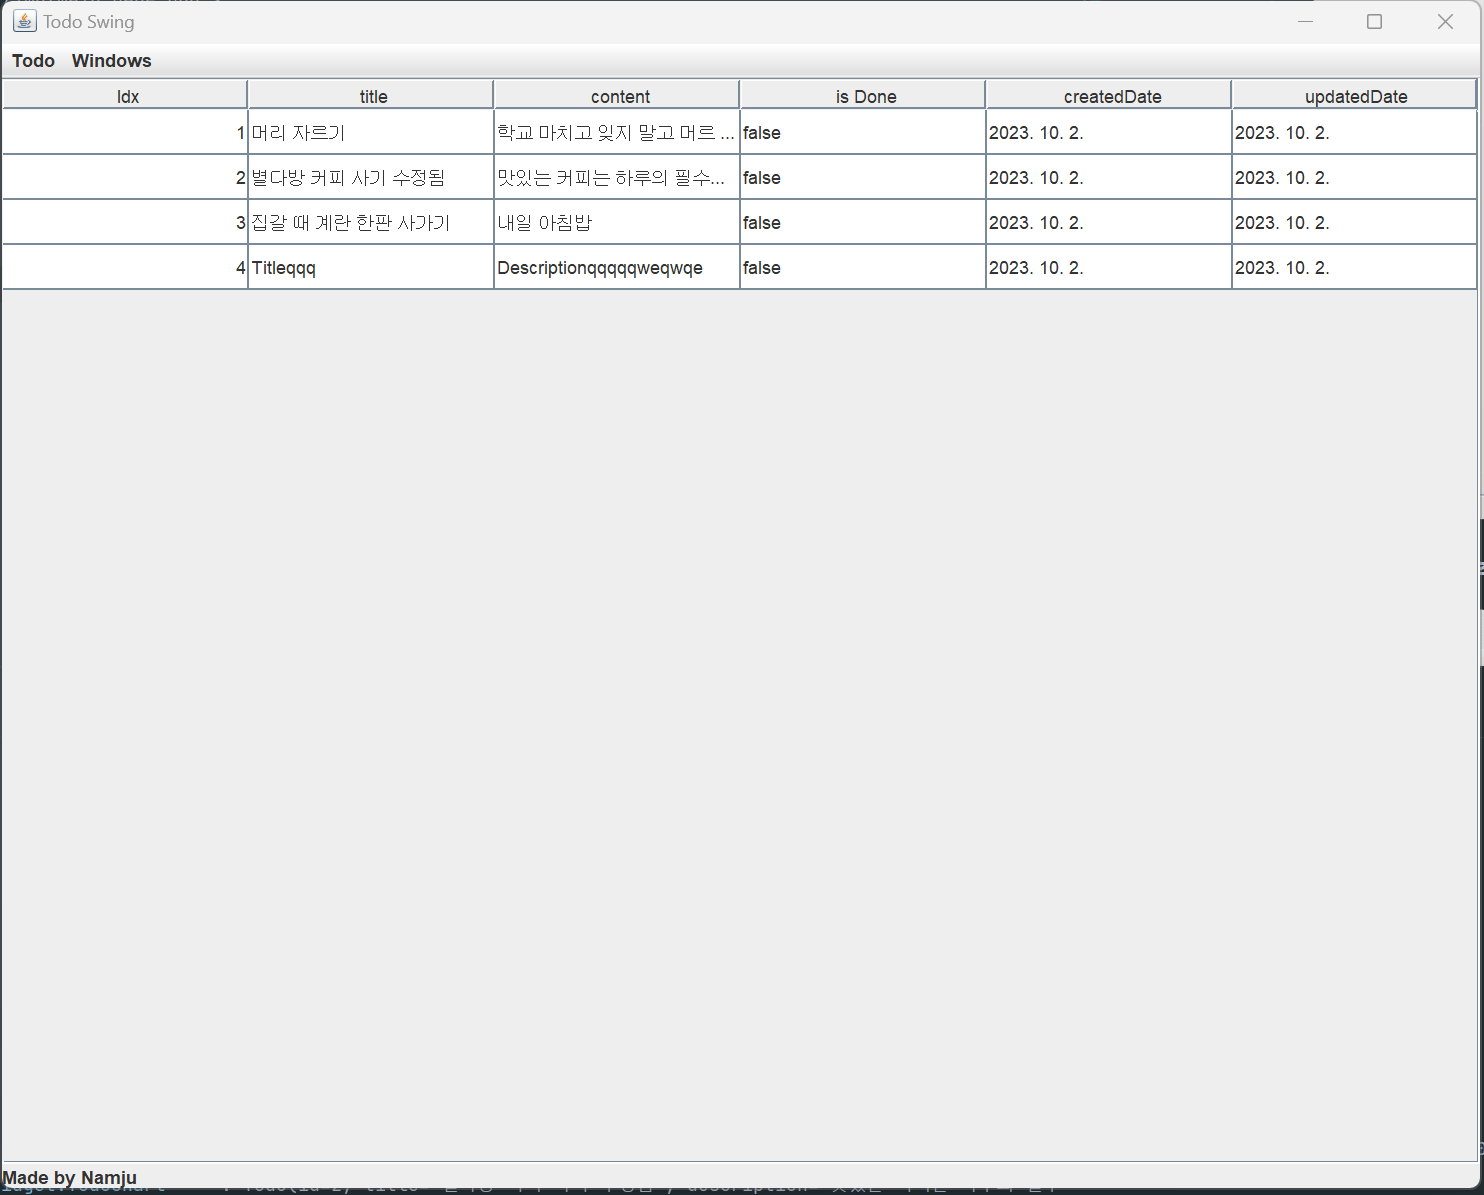 Todo Swing
Todo Windows
Idx title content is Done createdDate updatedDate
1 머리 자르기 학교 마치고 잊지 말고 머르 ... false 2023. 10. 2. 2023. 10. 2.
2 별다방 커피 사기 수정됨 맛있는 커피는 하루의 필수... false 2023. 10. 2. 2023. 10. 2.
3 집갈 때 계란 한판 사가기 내일 아침밥 false 2023. 10. 2. 2023. 10. 2.
4 Titleqqq Descriptionqqqqqweqwqe false 2023. 10. 2. 2023. 10. 2.
Made by Namju